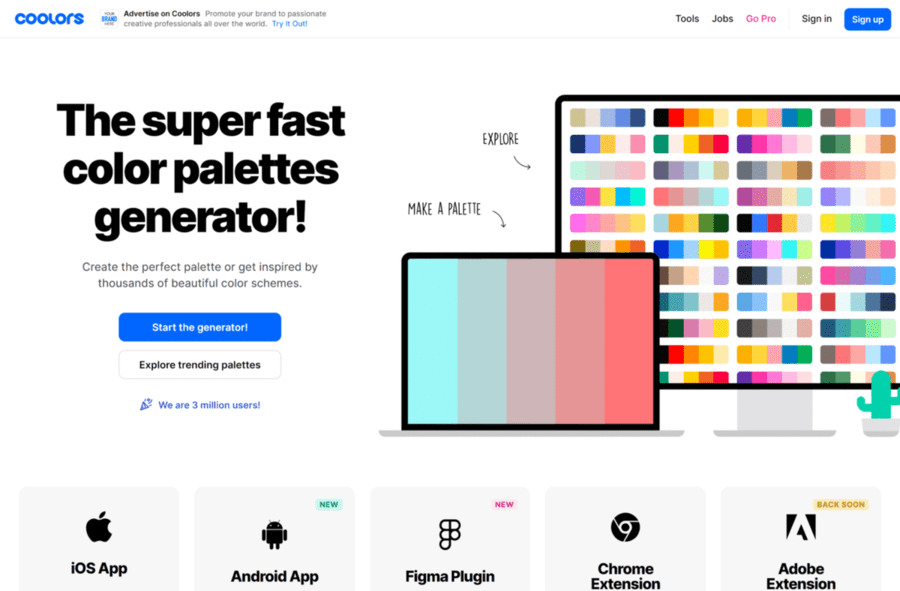 coolors
YOUR
BRAND
HERE
Advertise on Coolors Promote your brand to passionate
creative professionals all over the world. Try It Out!
Tools Jobs Go Pro Sign in Sign up
The super fast
color palettes
generator!
Create the perfect palette or get inspired by
thousands of beautiful color schemes.
Start the generator!
Explore trending palettes
We are 3 million users!
EXPLORE
MAKE A PALETTE
iOS App
NEW
Android App
NEW
Figma Plugin
Chrome
Extension
BACK SOON
Adobe
Extension